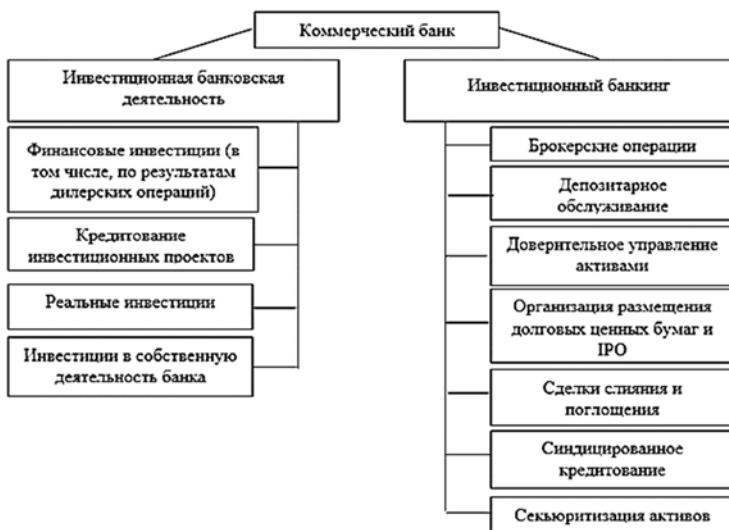 Коммерческий банк
Инвестиционная банковская
деятельность
Финансовые инвестиции (в
том числе, по результатам
дилерских операций)
Кредитование
инвестиционных проектов
Реальные инвестиции
Инвестиции в собственную
деятельность банка
Инвестиционный банкинг
Брокерские операции
Депозитарное
обслуживание
Доверительное управление
активами
Организация размещения
долговых ценных бумаг и
IPO
Сделки слияния и
поглощения
Синдицированное
кредитование
Секьюритизация активов